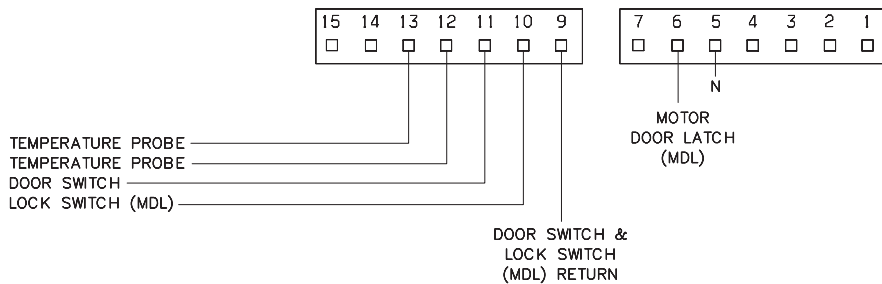 15 14 13 12 11 10 9
7 6 5 4 3 2 1
N
MOTOR
DOOR LATCH
(MDL)
TEMPERATURE PROBE
TEMPERATURE PROBE
DOOR SWITCH
LOCK SWITCH (MDL)
DOOR SWITCH &
LOCK SWITCH
(MDL) RETURN